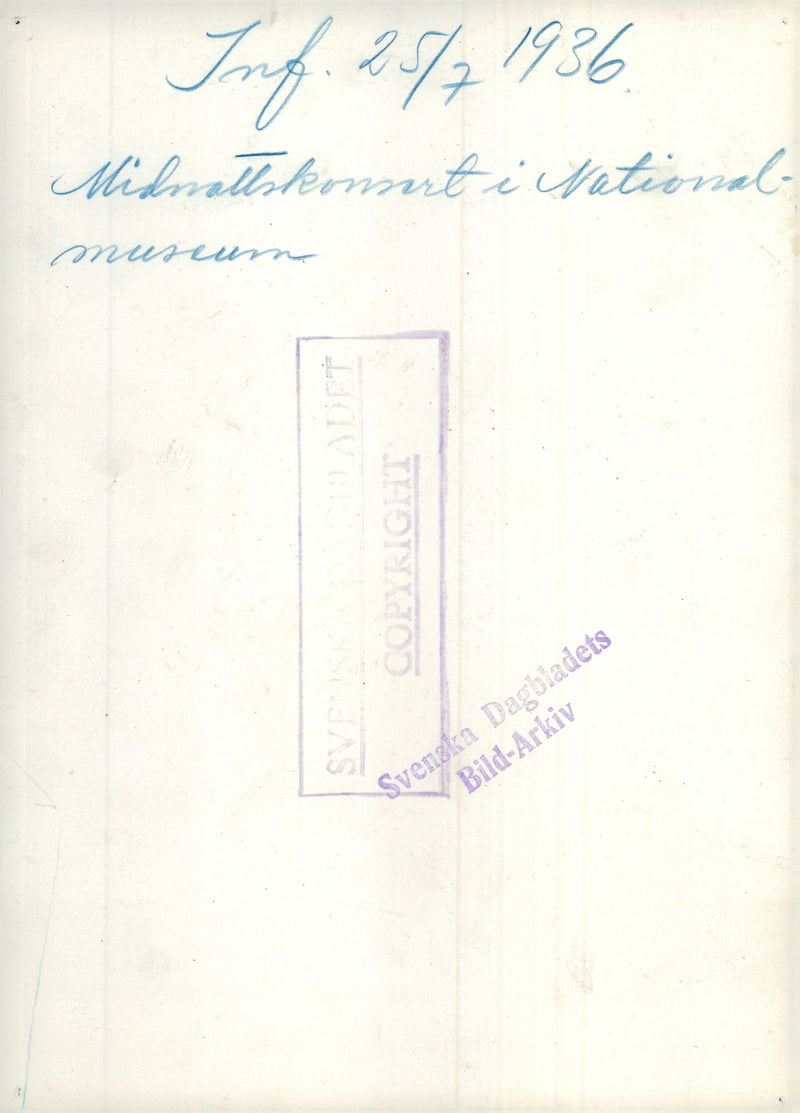 Inf. 25/7 1936.
Midnattskonsert i National-
museum
SVENSKA DAGBLADET
COPYRIGHT
Svenska Dagbladets
Bild-Arkiv